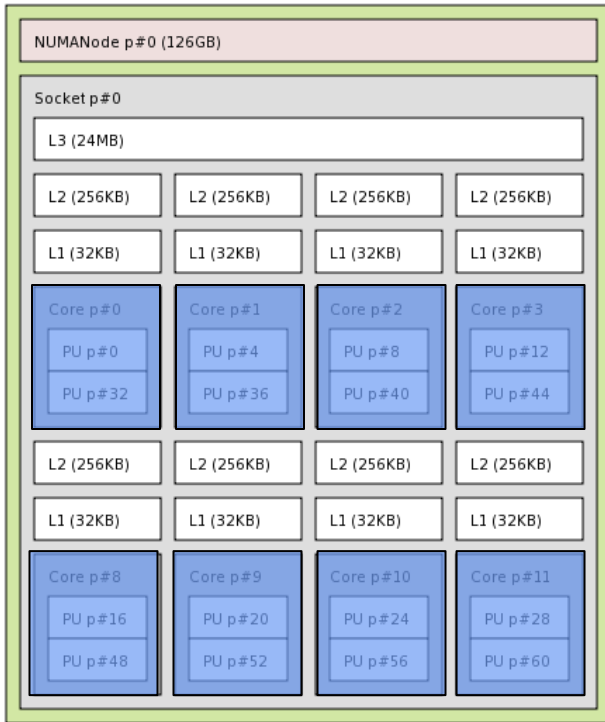 NUMANode p#0 (126GB)
Socket p#0
L3 (24MB)
L2 (256KB) L2 (256KB) L2 (256KB) L2 (256KB)
L1 (32KB) L1 (32KB) L1 (32KB) L1 (32KB)
Core p#0 Core p#1 Core p#2 Core p#3
PU p#0 PU p#4 PU p#8 PU p#12
PU p#32 PU p#36 PU p#40 PU p#44
L2 (256KB) L2 (256KB) L2 (256KB) L2 (256KB)
L1 (32KB) L1 (32KB) L1 (32KB) L1 (32KB)
Core p#8 Core p#9 Core p#10 Core p#11
PU p#16 PU p#20 PU p#24 PU p#28
PU p#48 PU p#52 PU p#56 PU p#60